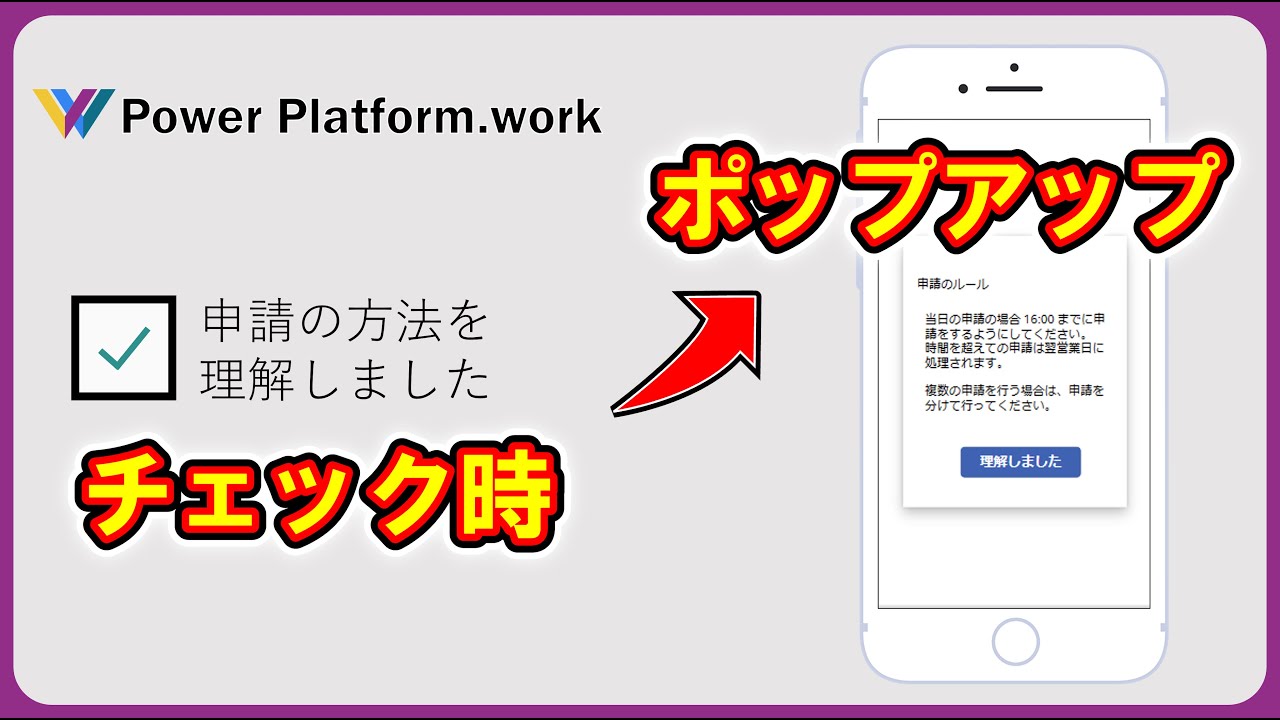 Power Platform.work
ポップアップ
申請の方法を
理解しました
チェック時
申請のルール
当日の申請の場合 16:00 までに申
請をするようにしてください。
時間を超えての申請は翌営業日に
処理されます。
複数の申請を行う場合は、申請を
分けて行ってください。
理解しました